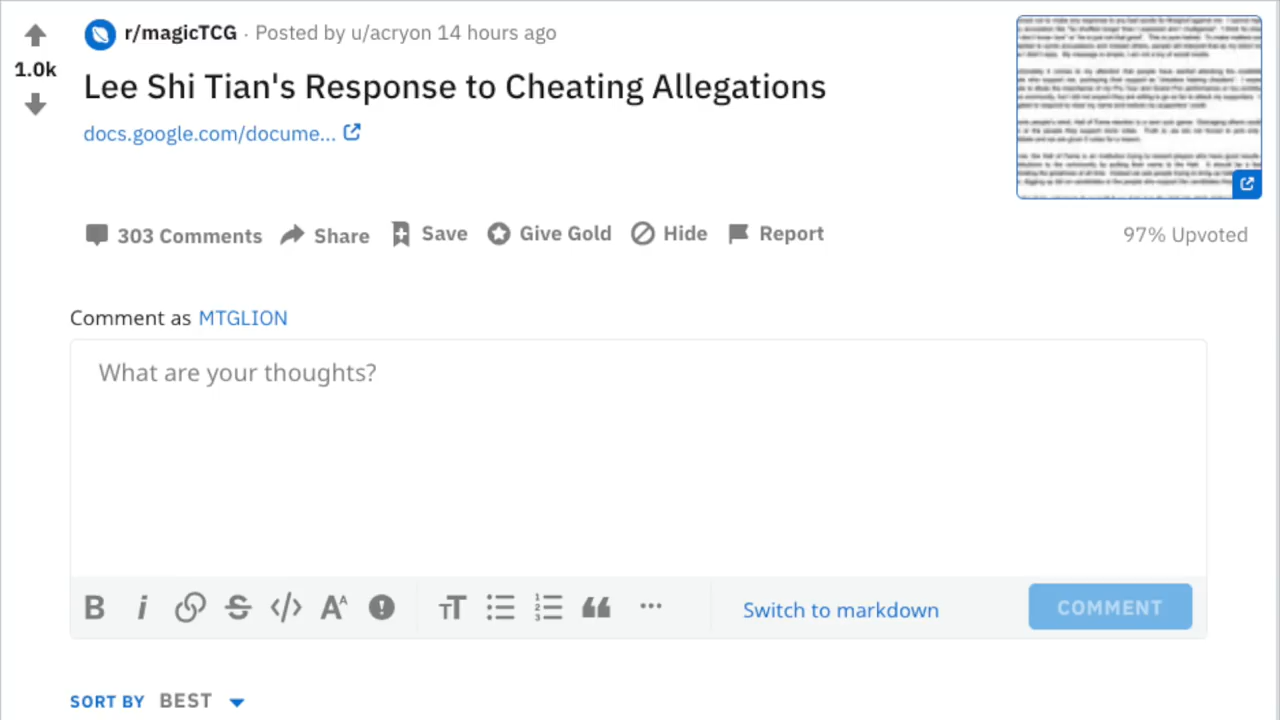 r/magicTCG · Posted by u/acryon 14 hours ago
1.0k
Lee Shi Tian's Response to Cheating Allegations
docs.google.com/docume...
303 Comments Share Save Give Gold Hide Report 97% Upvoted
Comment as MTGLION
What are your thoughts?
B i S </> A^A ! TT ... Switch to markdown COMMENT
SORT BY BEST